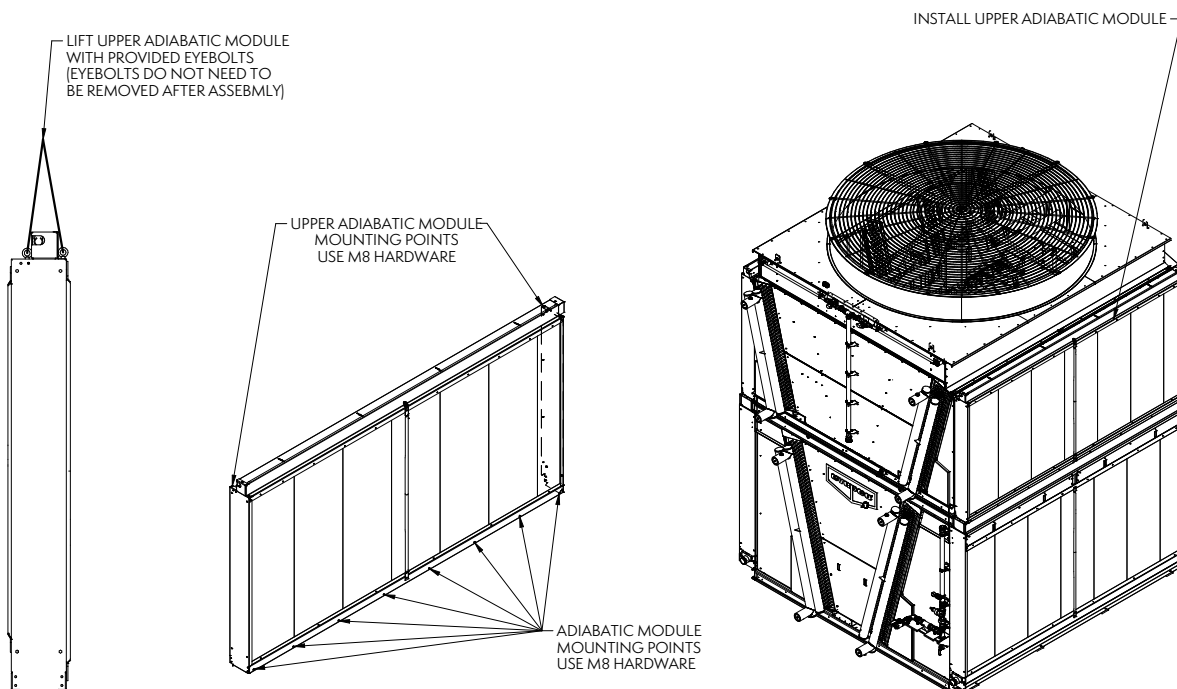 LIFT UPPER ADIABATIC MODULE
WITH PROVIDED EYEBOLTS
(EYEBOLTS DO NOT NEED TO
BE REMOVED AFTER ASSEBMLY)
INSTALL UPPER ADIABATIC MODULE
UPPER ADIABATIC MODULE
MOUNTING POINTS
USE M8 HARDWARE
ADIABATIC MODULE
MOUNTING POINTS
USE M8 HARDWARE